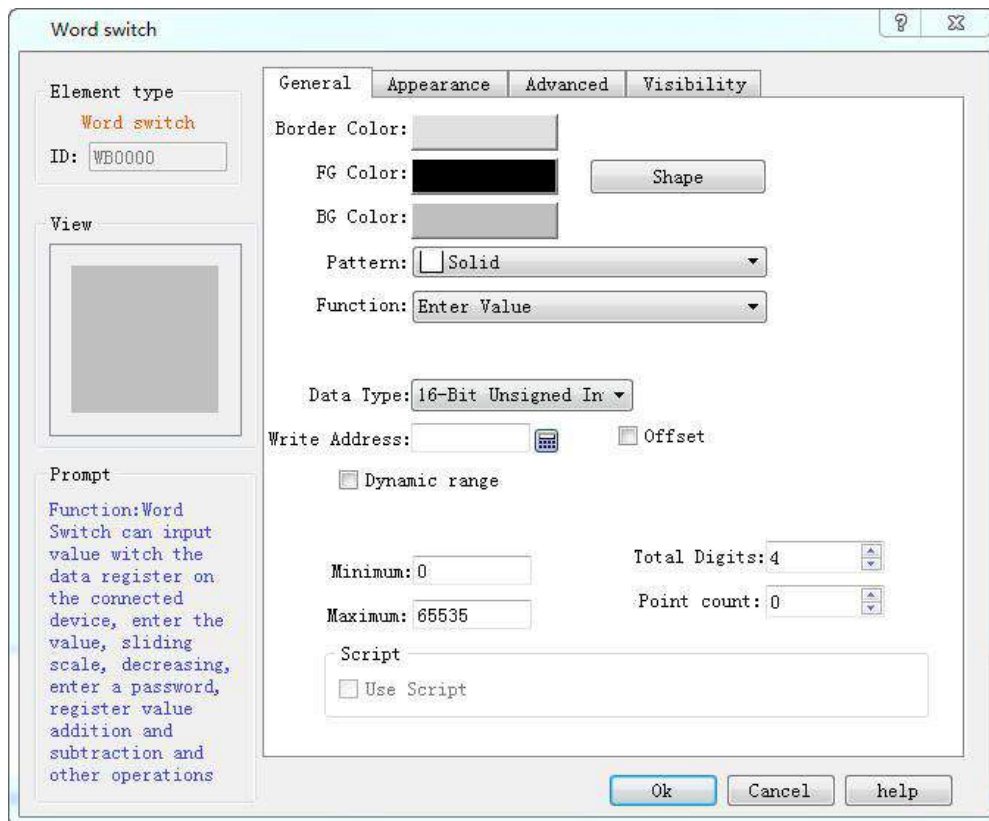 Word switch
Element type
Word switch
ID: WB0000
View
Prompt
Function:Word
Switch can input
value witch the
data register on
the connected
device, enter the
value, sliding
scale, decreasing,
enter a password,
register value
addition and
subtraction and
other operations
General Appearance Advanced Visibility
Border Color:
FG Color: Shape
BG Color:
Pattern: Solid
Function: Enter Value
Data Type: 16-Bit Unsigned In
Write Address: Offset
Dynamic range
Minimum: 0 Total Digits: 4
Maximum: 65535 Point count: 0
Script
Use Script
Ok Cancel help